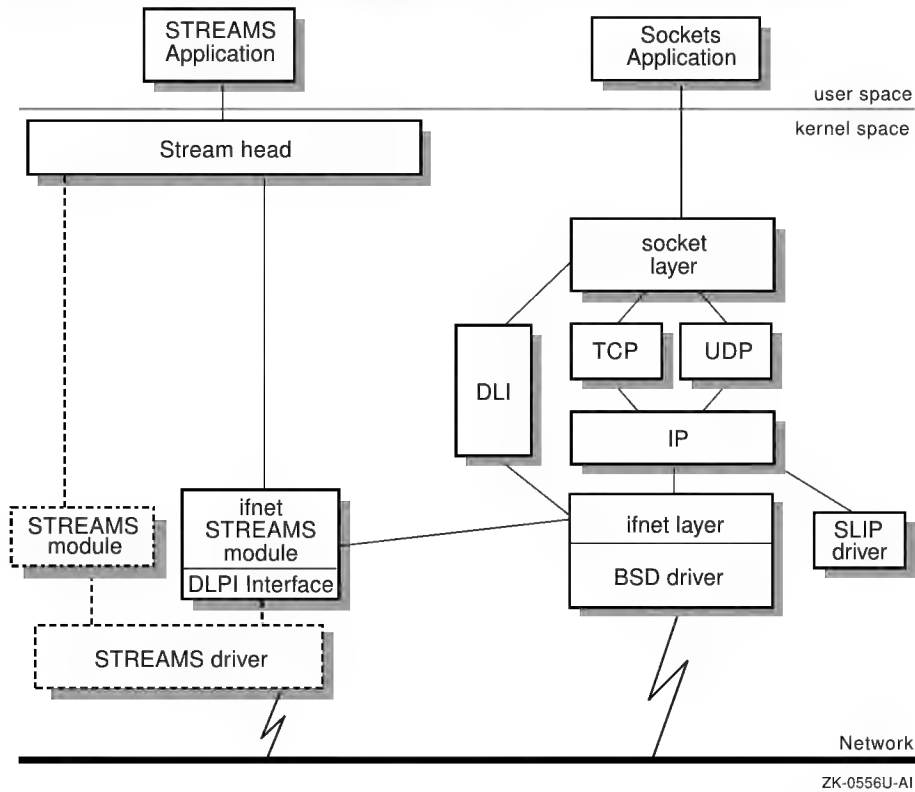 STREAMS
Application
Sockets
Application
user space
kernel space
Stream head
socket
layer
TCP
UDP
DLI
IP
ifnet
STREAMS
module
DLPI Interface
STREAMS
module
ifnet layer
BSD driver
SLIP
driver
STREAMS driver
Network
ZK-0556U-AI